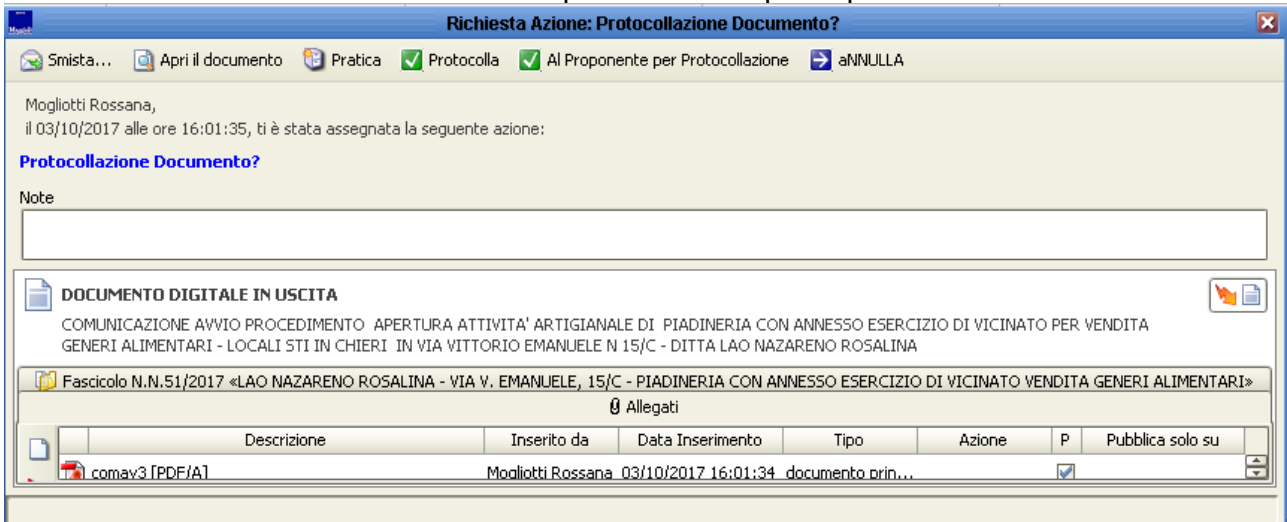 Richiesta Azione: Protocollazione Documento?
Smista... Apri il documento Pratica Protocolla Al Proponente per Protocollazione aNNULLA
Mogliotti Rossana,
il 03/10/2017 alle ore 16:01:35, ti è stata assegnata la seguente azione:
Protocollazione Documento?
Note
DOCUMENTO DIGITALE IN USCITA
COMUNICAZIONE AVVIO PROCEDIMENTO APERTURA ATTIVITA' ARTIGIANALE DI PIADINERIA CON ANNESSO ESERCIZIO DI VICINATO PER VENDITA
GENERI ALIMENTARI - LOCALI STI IN CHIERI IN VIA VITTORIO EMANUELE N 15/C - DITTA LAO NAZARENO ROSALINA
Fascicolo N.N.51/2017 «LAO NAZARENO ROSALINA - VIA V. EMANUELE, 15/C - PIADINERIA CON ANNESSO ESERCIZIO DI VICINATO VENDITA GENERI ALIMENTARI»
Allegati
Descrizione Inserito da Data Inserimento Tipo Azione P Pubblica solo su
comav3 [PDF/A] Mogliotti Rossana 03/10/2017 16:01:34 documento prin...